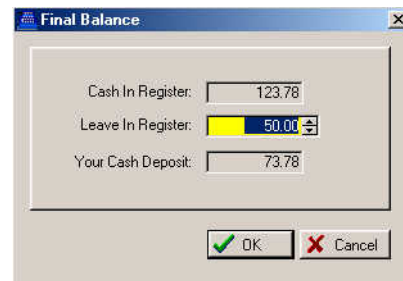 Final Balance
Cash In Register: 123.78
Leave In Register: 50.00
Your Cash Deposit: 73.78
OK Cancel